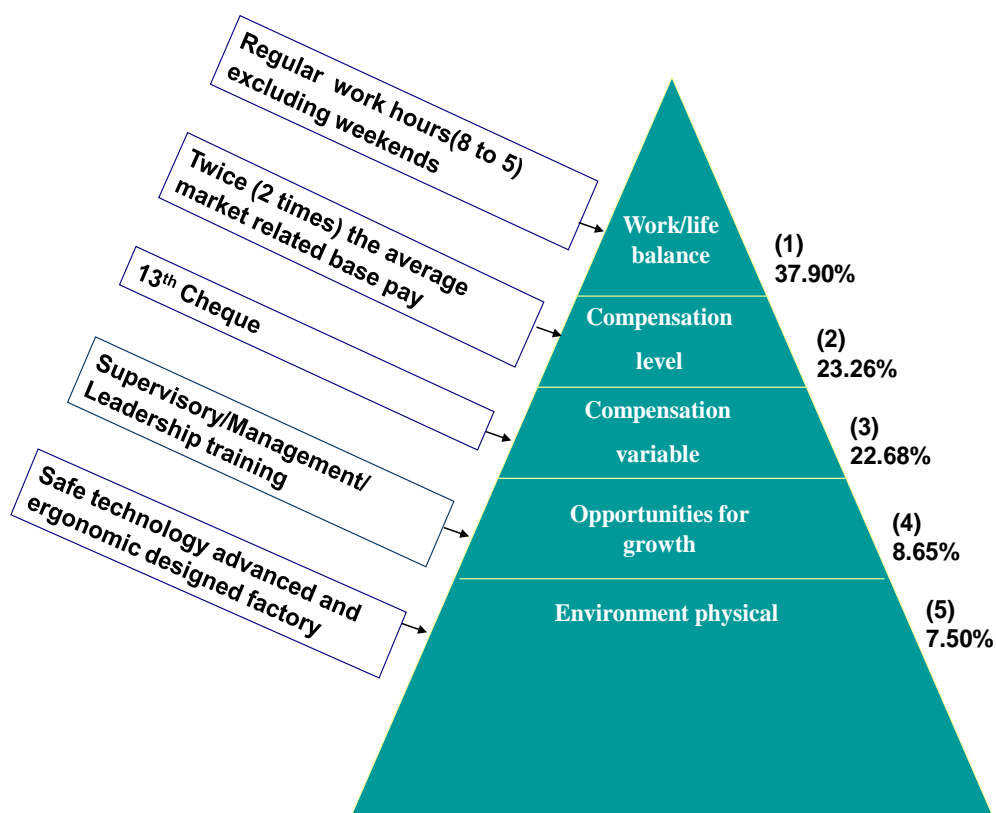 Regular work hours(8 to 5)
excluding weekends
Twice (2 times) the average
market related base pay
13th Cheque
Supervisory/Management/
Leadership training
Safe technology advanced and
ergonomic designed factory
Work/life
balance
(1)
37.90%
Compensation
level
(2)
23.26%
Compensation
variable
(3)
22.68%
Opportunities for
growth
(4)
8.65%
Environment physical
(5)
7.50%